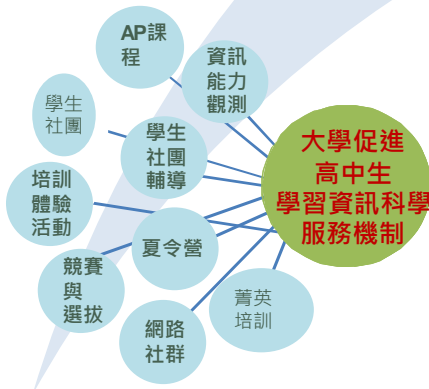 AP課
程
資訊
能力
觀測
學生
社團
學生
社團
輔導
大學促進
高中生
學習資訊科學
服務機制
培訓
體驗
活動
夏令營
競賽
與
選拔
菁英
培訓
網路
社群